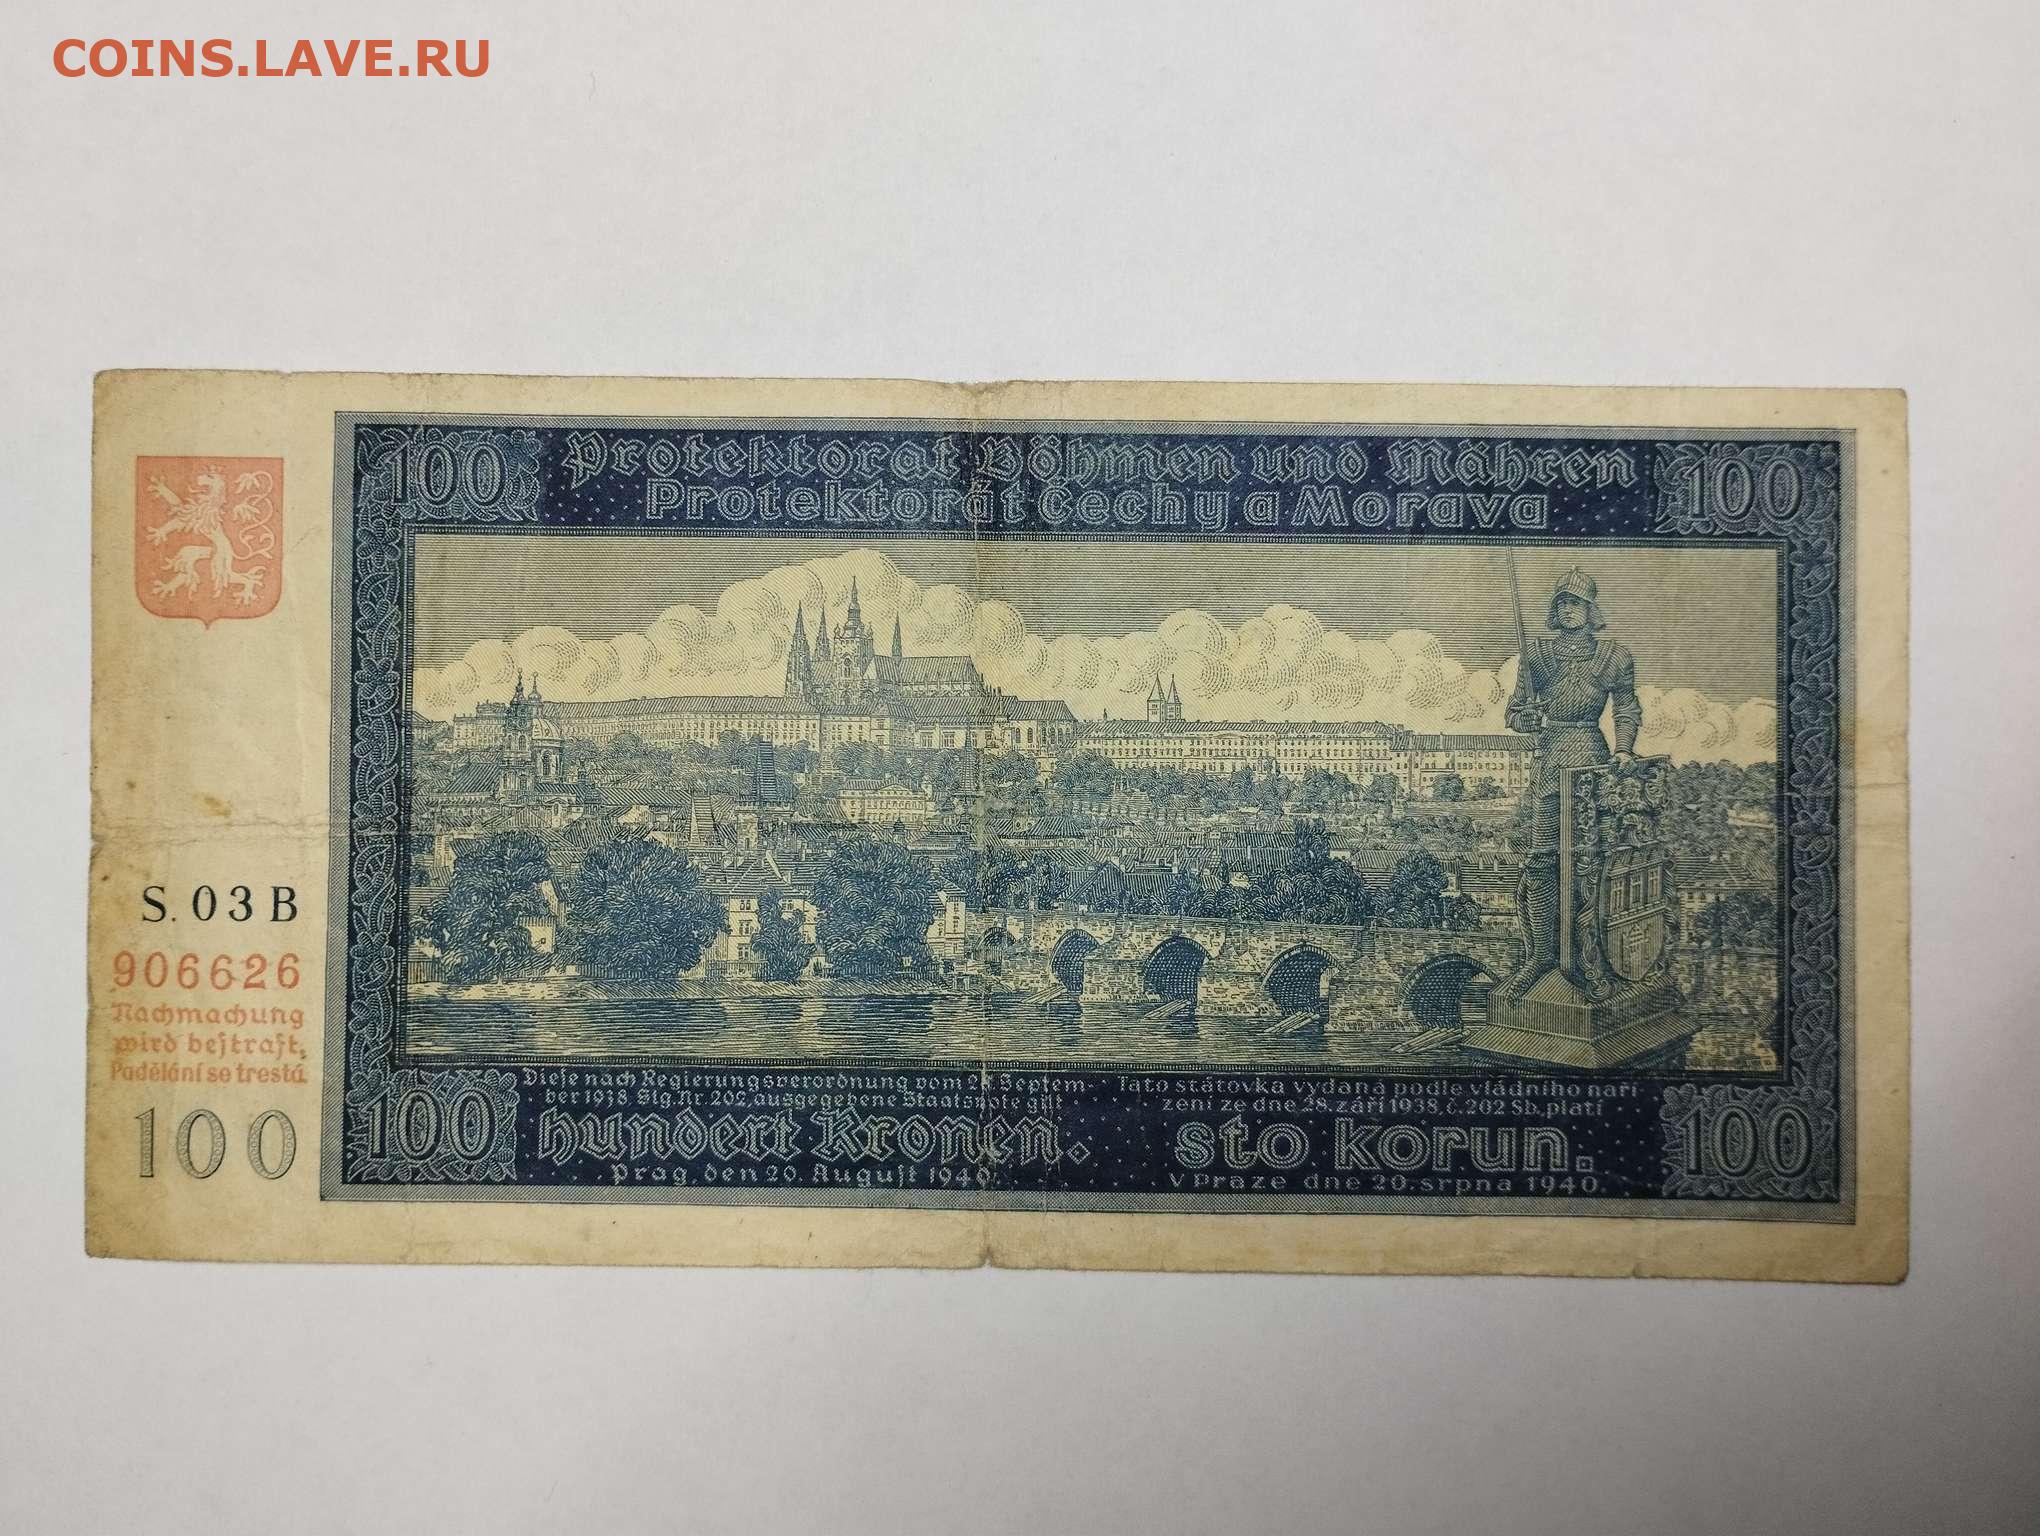 COINS.LAVE.RU
100
Protektorat Böhmen und Mähren
Protektorát Čechy a Morava
100
S. 03 B
906626
Nachmachung
wird bestraft.
Padělání se trestá
100
100
Diese nach Regierungsverordnung vom 28. Septem-
ber 1938, Slg. Nr. 202, ausgegebene Staatsnote gilt
hundert Kronen.
Prag, den 20. August 1940.
Tato státovka vydaná podle vládního naří-
zení ze dne 28. září 1938, č. 202 Sb., platí
sto korun.
V Praze dne 20. srpna 1940.
100